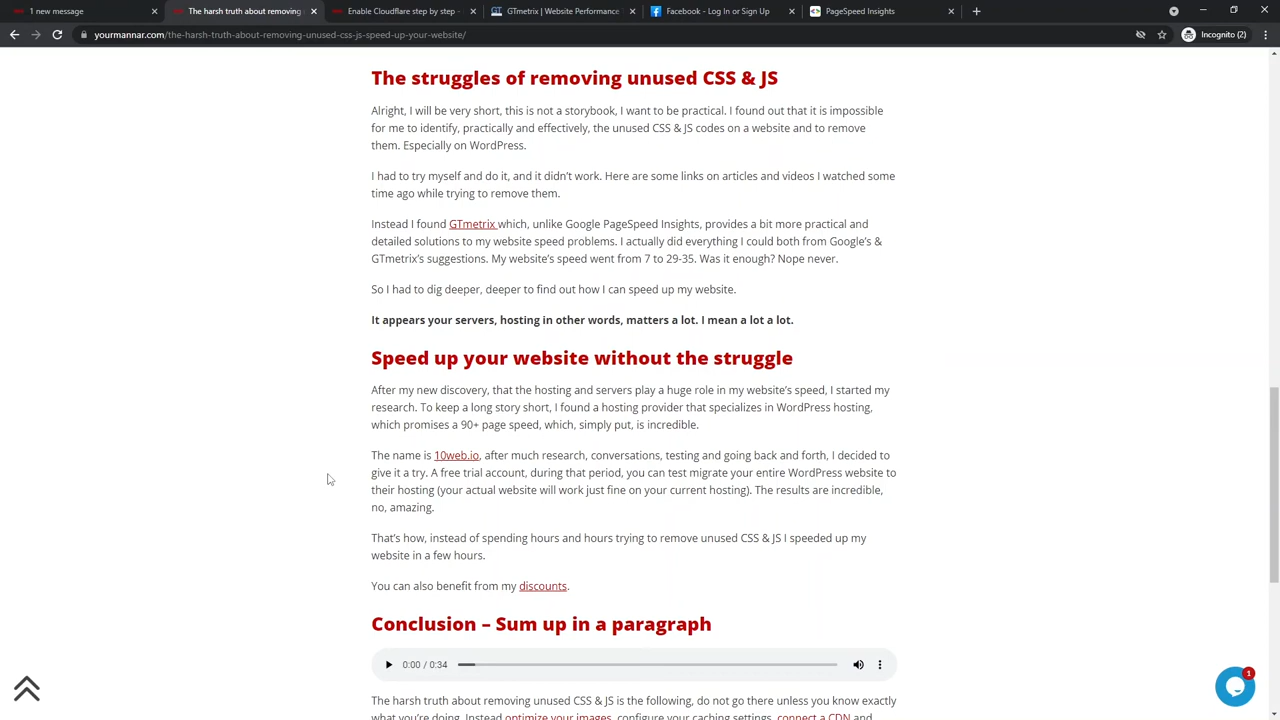 1 new message
The harsh truth about removing
Enable Cloudflare step by step -
GTmetrix | Website Performance
Facebook - Log In or Sign Up
PageSpeed Insights
yourmannar.com/the-harsh-truth-about-removing-unused-css-js-speed-up-your-website/
Incognito (2)
The struggles of removing unused CSS & JS
Alright, I will be very short, this is not a storybook, I want to be practical. I found out that it is impossible
for me to identify, practically and effectively, the unused CSS & JS codes on a website and to remove
them. Especially on WordPress.
I had to try myself and do it, and it didn't work. Here are some links on articles and videos I watched some
time ago while trying to remove them.
Instead I found GTmetrix which, unlike Google PageSpeed Insights, provides a bit more practical and
detailed solutions to my website speed problems. I actually did everything I could both from Google's &
GTmetrix's suggestions. My website's speed went from 7 to 29-35. Was it enough? Nope never.
So I had to dig deeper, deeper to find out how I can speed up my website.
It appears your servers, hosting in other words, matters a lot. I mean a lot a lot.
Speed up your website without the struggle
After my new discovery, that the hosting and servers play a huge role in my website's speed, I started my
research. To keep a long story short, I found a hosting provider that specializes in WordPress hosting,
which promises a 90+ page speed, which, simply put, is incredible.
The name is 10web.io, after much research, conversations, testing and going back and forth, I decided to
give it a try. A free trial account, during that period, you can test migrate your entire WordPress website to
their hosting (your actual website will work just fine on your current hosting). The results are incredible,
no, amazing.
That's how, instead of spending hours and hours trying to remove unused CSS & JS I speeded up my
website in a few hours.
You can also benefit from my discounts.
Conclusion – Sum up in a paragraph
0:00 / 0:34
1
The harsh truth about removing unused CSS & JS is the following, do not go there unless you know exactly
what you're doing. Instead optimize your images, configure your caching settings, connect a CDN and